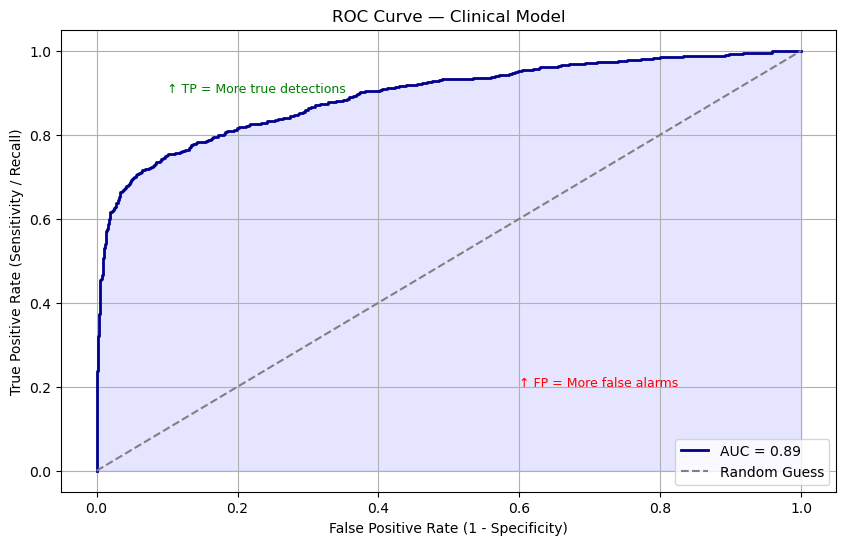 ROC Curve — Clinical Model
True Positive Rate (Sensitivity / Recall)
1.0
0.8
0.6
0.4
0.2
0.0
↑ TP = More true detections
↑ FP = More false alarms
AUC = 0.89
Random Guess
0.0 0.2 0.4 0.6 0.8 1.0
False Positive Rate (1 - Specificity)